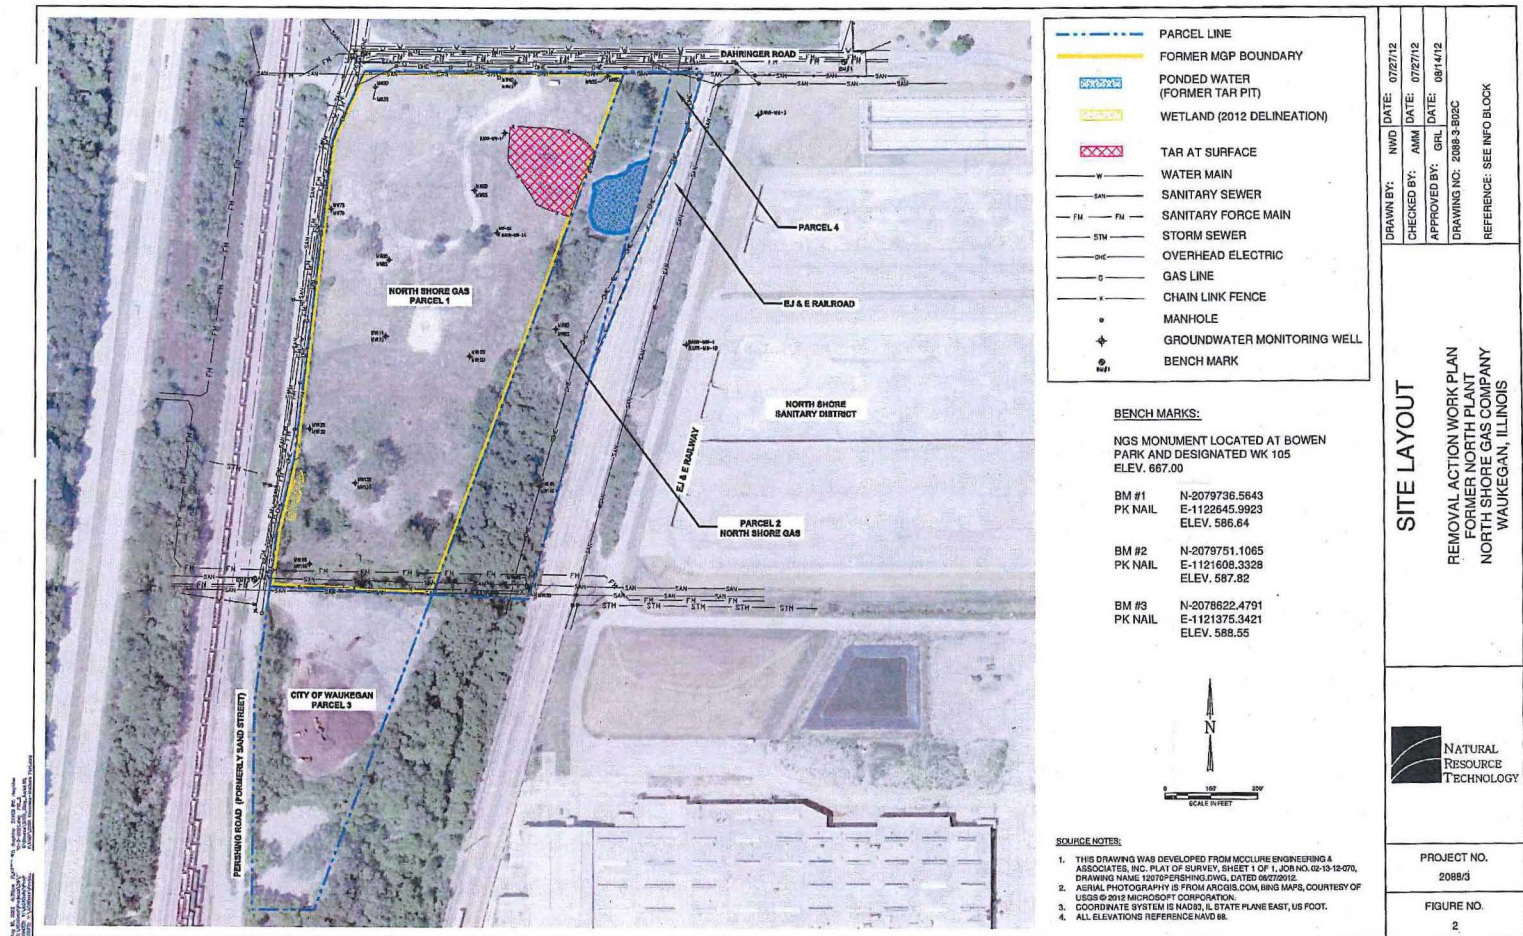 DAHRINGER ROAD
PARCEL 4
EJ & E RAILROAD
NORTH SHORE GAS
PARCEL 1
NORTH SHORE
SANITARY DISTRICT
EJ & E RAILWAY
PARCEL 2
NORTH SHORE GAS
CITY OF WAUKEGAN
PARCEL 3
PERSHING ROAD (FORMERLY SAND STREET)
PARCEL LINE
FORMER MGP BOUNDARY
PONDED WATER
(FORMER TAR PIT)
WETLAND (2012 DELINEATION)
TAR AT SURFACE
W WATER MAIN
SAN SANITARY SEWER
FM FM SANITARY FORCE MAIN
STM STORM SEWER
OHE OVERHEAD ELECTRIC
G GAS LINE
x CHAIN LINK FENCE
MANHOLE
GROUNDWATER MONITORING WELL
BM#1 BENCH MARK
BENCH MARKS:
NGS MONUMENT LOCATED AT BOWEN
PARK AND DESIGNATED WK 105
ELEV. 667.00
BM #1 N-2079736.5643
PK NAIL E-1122645.9923
ELEV. 586.64
BM #2 N-2079751.1065
PK NAIL E-1121608.3328
ELEV. 587.82
BM #3 N-2078622.4791
PK NAIL E-1121375.3421
ELEV. 588.55
N
0 100' 200'
SCALE IN FEET
SOURCE NOTES:
1. THIS DRAWING WAS DEVELOPED FROM MCCLURE ENGINEERING &
ASSOCIATES, INC. PLAT OF SURVEY, SHEET 1 OF 1, JOB NO. 02-13-12-070,
DRAWING NAME 12070PERSHING.DWG, DATED 06/27/2012.
2. AERIAL PHOTOGRAPHY IS FROM ARCGIS.COM, BING MAPS, COURTESY OF
USGS © 2012 MICROSOFT CORPORATION.
3. COORDINATE SYSTEM IS NAD83, IL STATE PLANE EAST, US FOOT.
4. ALL ELEVATIONS REFERENCE NAVD 88.
DRAWN BY: NWD DATE: 07/27/12
CHECKED BY: AMM DATE: 07/27/12
APPROVED BY: GRL DATE: 08/14/12
DRAWING NO: 2088-3-B02C
REFERENCE: SEE INFO BLOCK
SITE LAYOUT
REMOVAL ACTION WORK PLAN
FORMER NORTH PLANT
NORTH SHORE GAS COMPANY
WAUKEGAN, ILLINOIS
NATURAL
RESOURCE
TECHNOLOGY
PROJECT NO.
2088/3
FIGURE NO.
2